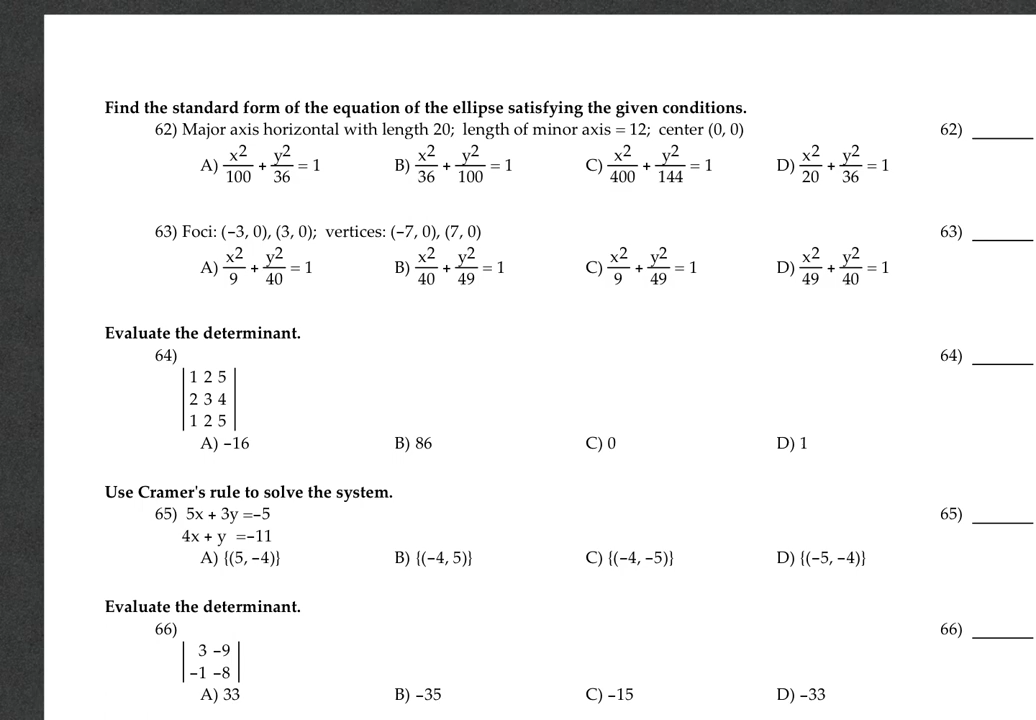 Find the standard form of the equation of the ellipse satisfying the given conditions.
62) Major axis horizontal with length 20; length of minor axis = 12; center (0, 0)
62) ______
A) x2/100 + y2/36 = 1
B) x2/36 + y2/100 = 1
C) x2/400 + y2/144 = 1
D) x2/20 + y2/36 = 1
63) Foci: (−3, 0), (3, 0); vertices: (−7, 0), (7, 0)
63) ______
A) x2/9 + y2/40 = 1
B) x2/40 + y2/49 = 1
C) x2/9 + y2/49 = 1
D) x2/49 + y2/40 = 1
Evaluate the determinant.
64)
64) ______
1 2 5
2 3 4
1 2 5
A) −16
B) 86
C) 0
D) 1
Use Cramer's rule to solve the system.
65) 5x + 3y =−5
65) ______
4x + y =−11
A) {(5, −4)}
B) {(−4, 5)}
C) {(−4, −5)}
D) {(−5, −4)}
Evaluate the determinant.
66)
66) ______
3 −9
−1 −8
A) 33
B) −35
C) −15
D) −33